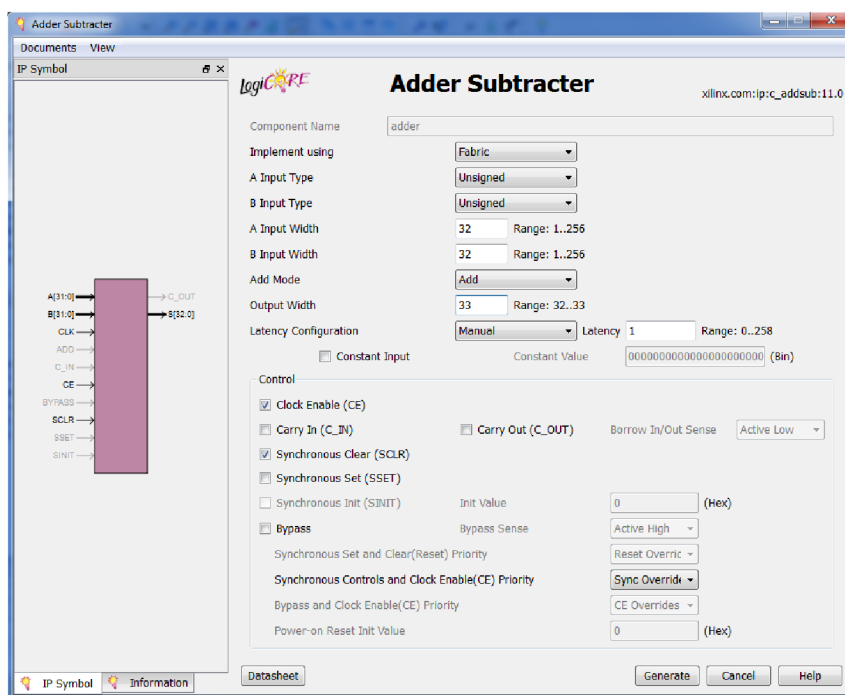 Adder Subtracter
Documents View
IP Symbol
LogiCORE
Adder Subtracter
xilinx.com:ip:c_addsub:11.0
Component Name adder
Implement using Fabric
A Input Type Unsigned
B Input Type Unsigned
A Input Width 32 Range: 1..256
B Input Width 32 Range: 1..256
Add Mode Add
Output Width 33 Range: 32..33
Latency Configuration Manual Latency 1 Range: 0..258
Constant Input Constant Value 0000000000000000000000 (Bin)
Control
Clock Enable (CE)
Carry In (C_IN) Carry Out (C_OUT) Borrow In/Out Sense Active Low
Synchronous Clear (SCLR)
Synchronous Set (SSET)
Synchronous Init (SINIT) Init Value 0 (Hex)
Bypass Bypass Sense Active High
Synchronous Set and Clear(Reset) Priority Reset Overric
Synchronous Controls and Clock Enable(CE) Priority Sync Override
Bypass and Clock Enable(CE) Priority CE Overrides
Power-on Reset Init Value 0 (Hex)
A[31:0] C_OUT
B[31:0] S[32:0]
CLK
ADD
C_IN
CE
BYPASS
SCLR
SSET
SINIT
IP Symbol Information
Datasheet Generate Cancel Help